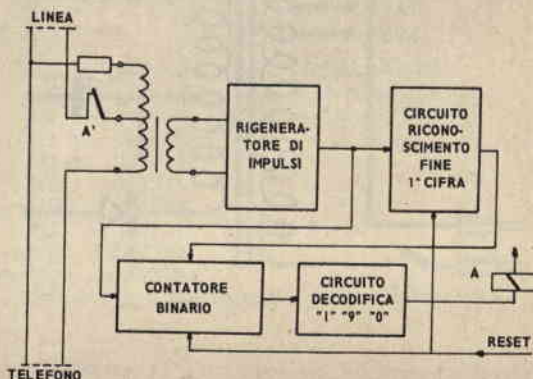 LINEA
A'
RIGENERA-
TORE DI
IMPULSI
CIRCUITO
RICONO-
SCIMENTO
FINE
1ª CIFRA
CONTATORE
BINARIO
CIRCUITO
DECODIFICA
"1" "9" "0"
A
RESET
TELEFONO